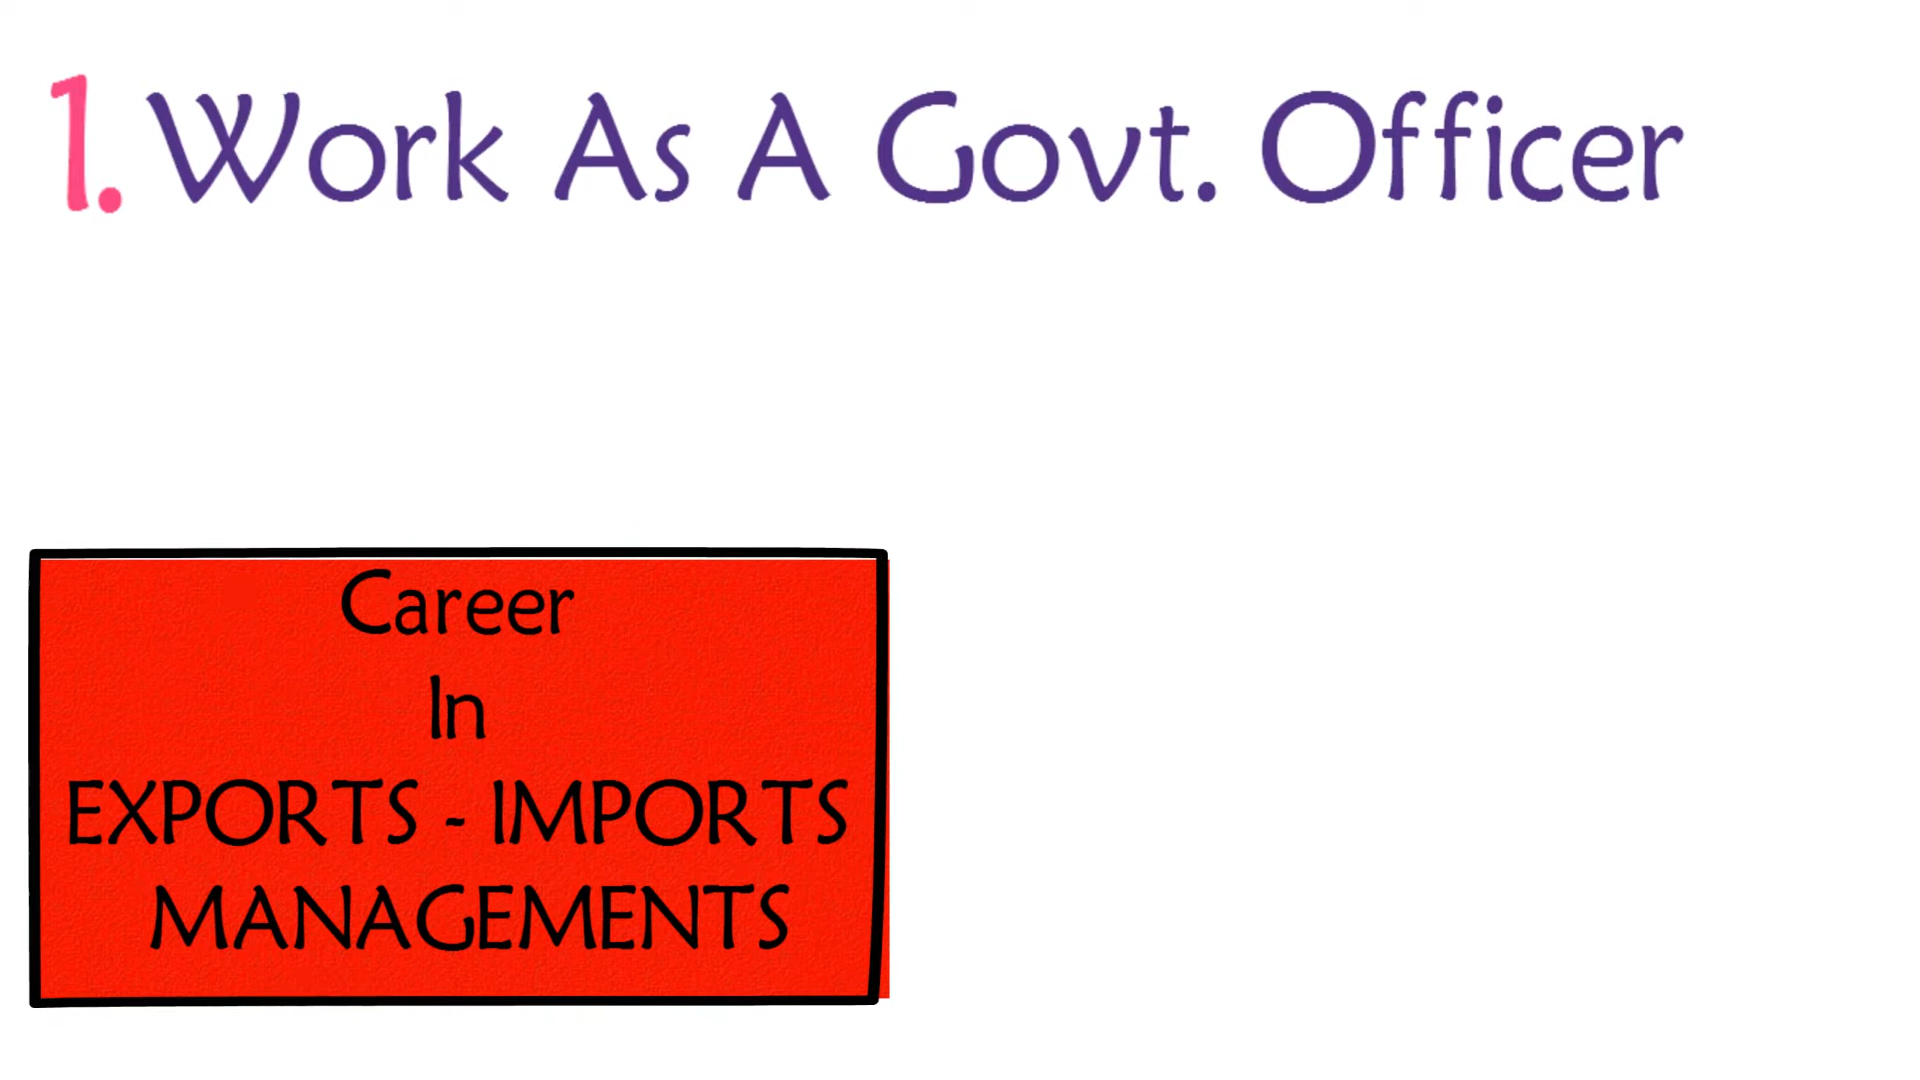 1. Work As A Govt. Officer
Career
In
EXPORTS - IMPORTS
MANAGEMENTS